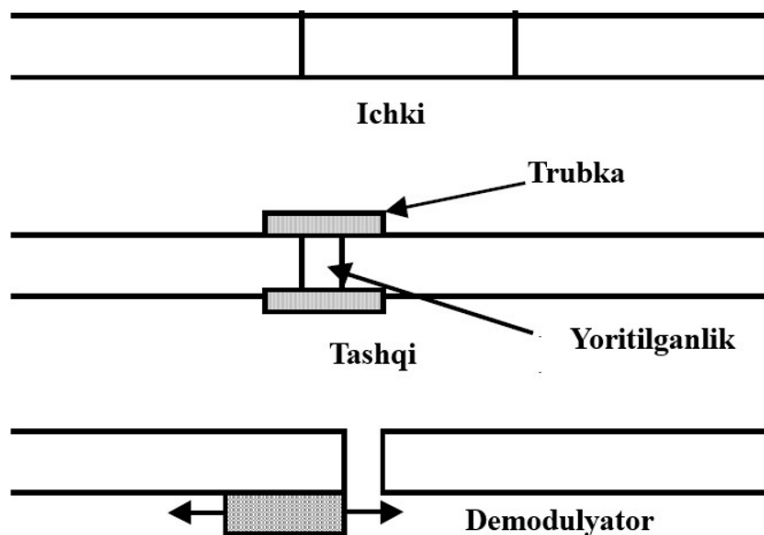 Ichki
Trubka
Yoritilganlik
Tashqi
Demodulyator